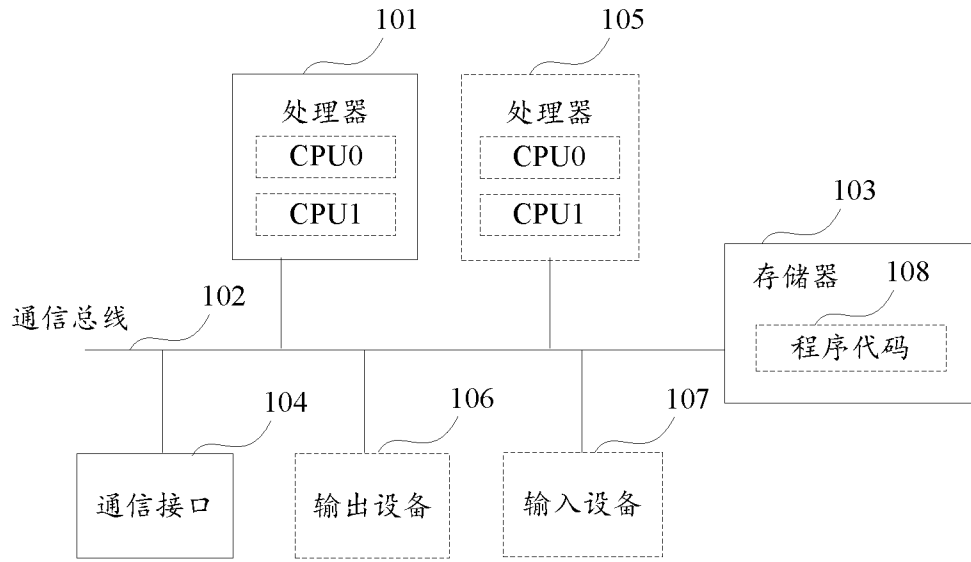 101
105
处理器
CPU0
CPU1
处理器
CPU0
CPU1
103
存储器
108
程序代码
通信总线
102
104
通信接口
106
输出设备
107
输入设备